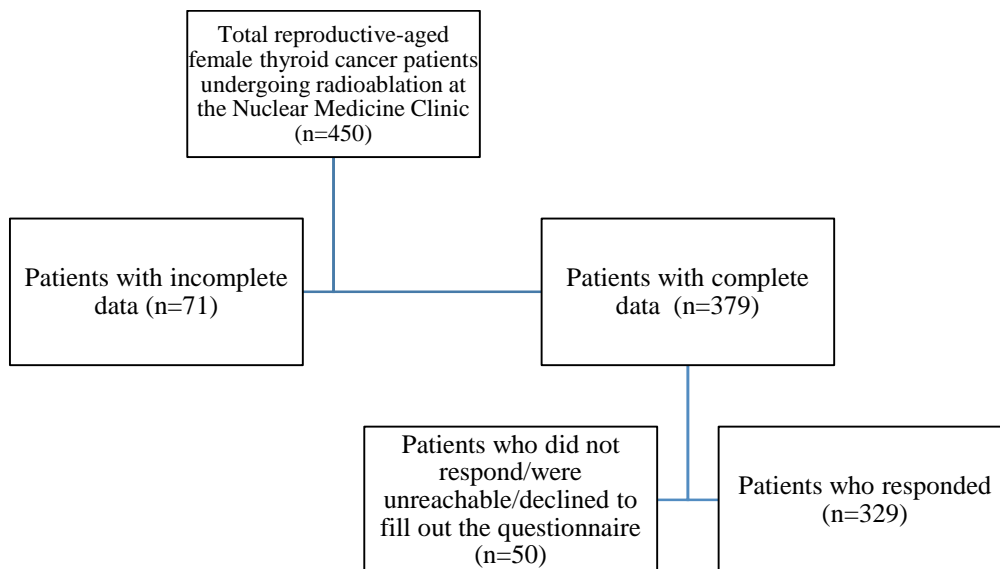 Total reproductive-aged
female thyroid cancer patients
undergoing radioablation at
the Nuclear Medicine Clinic
(n=450)
Patients with incomplete
data (n=71)
Patients with complete
data (n=379)
Patients who did not
respond/were
unreachable/declined to
fill out the questionnaire
(n=50)
Patients who responded
(n=329)